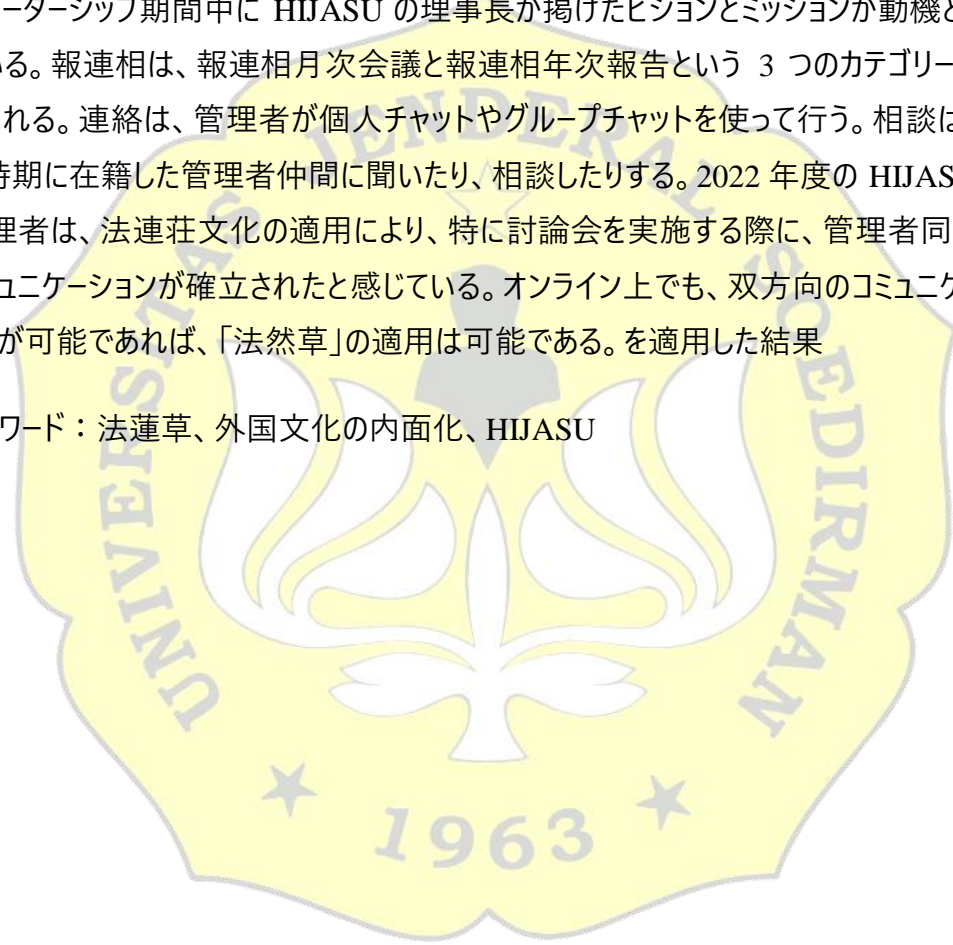 ーダーシップ期間中に HIJASU の理事長が掲げたビジョンとミッションが動機と
いる。報連相は、報連相月次会議と報連相年次報告という 3 つのカテゴリー
れる。連絡は、管理者が個人チャットやグループチャットを使って行う。相談は
時期に在籍した管理者仲間に聞いたり、相談したりする。2022 年度の HIJAS
理者は、法連荘文化の適用により、特に討論会を実施する際に、管理者同
ュニケーションが確立されたと感じている。オンライン上でも、双方向のコミュニケ
が可能であれば、「法然草」の適用は可能である。を適用した結果
ワード：法蓮草、外国文化の内面化、HIJASU
UNIVERSITAS JENDERAL SOEDIRMAN
1963